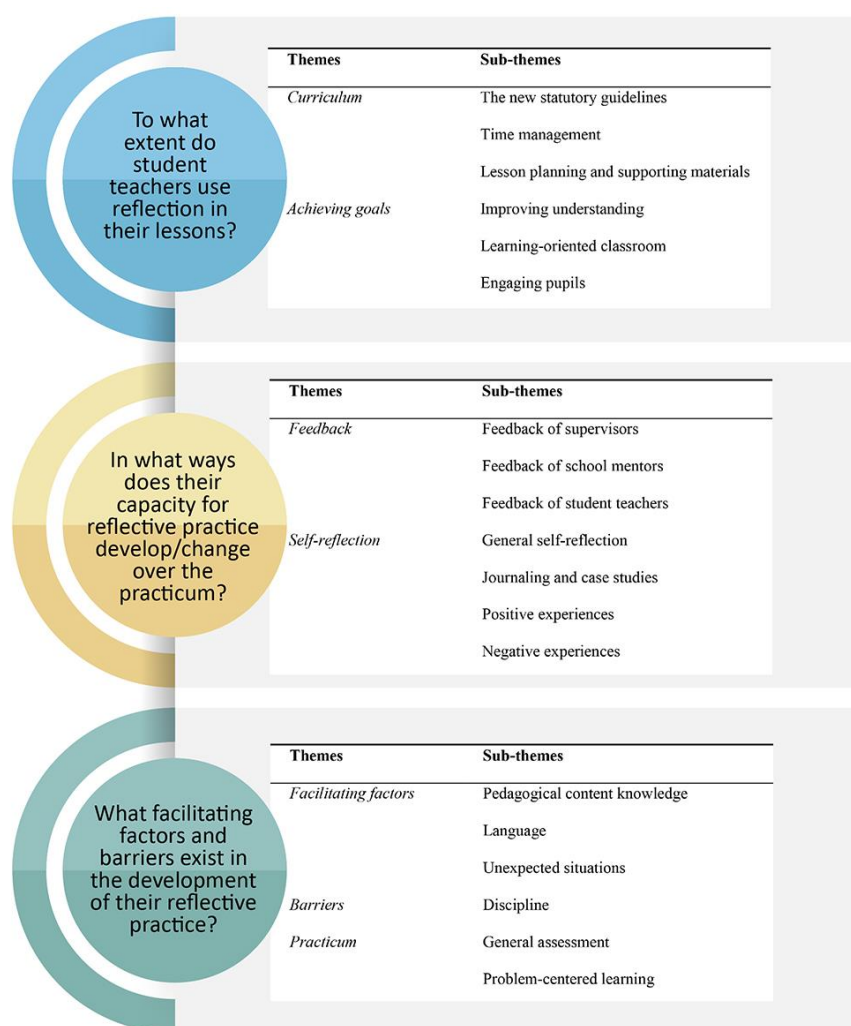 To what
extent do
student
teachers use
reflection in
their lessons?
Themes Sub-themes
Curriculum The new statutory guidelines
Time management
Lesson planning and supporting materials
Achieving goals Improving understanding
Learning-oriented classroom
Engaging pupils
In what ways
does their
capacity for
reflective practice
develop/change
over the
practicum?
Themes Sub-themes
Feedback Feedback of supervisors
Feedback of school mentors
Feedback of student teachers
Self-reflection General self-reflection
Journaling and case studies
Positive experiences
Negative experiences
What facilitating
factors and
barriers exist in
the development
of their reflective
practice?
Themes Sub-themes
Facilitating factors Pedagogical content knowledge
Language
Unexpected situations
Barriers Discipline
Practicum General assessment
Problem-centered learning